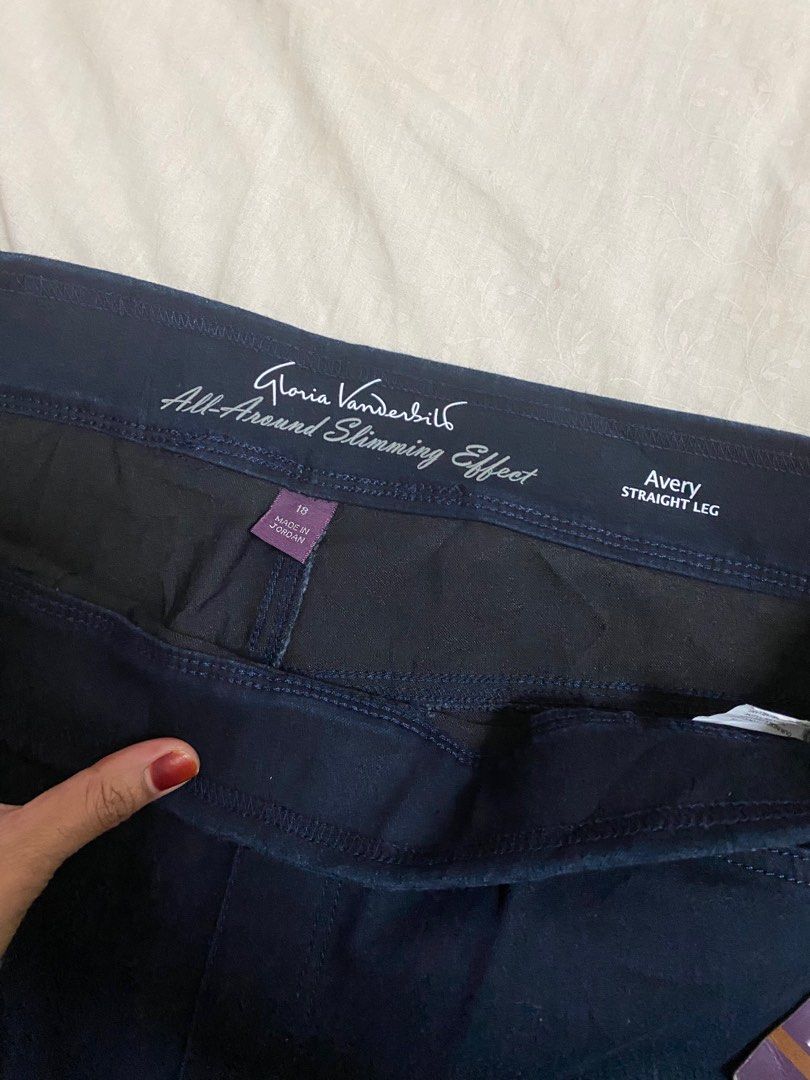 Gloria Vanderbilt
All-Around Slimming Effect
Avery
STRAIGHT LEG
18
MADE IN
JORDAN